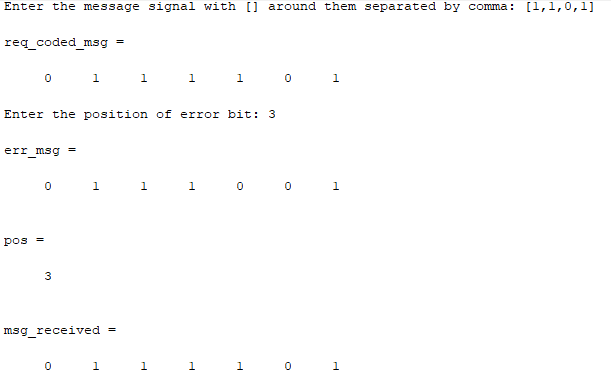 Enter the message signal with [] around them separated by comma: [1,1,0,1]
req_coded_msg =
0 1 1 1 1 0 1
Enter the position of error bit: 3
err_msg =
0 1 1 1 0 0 1
pos =
3
msg_received =
0 1 1 1 1 0 1